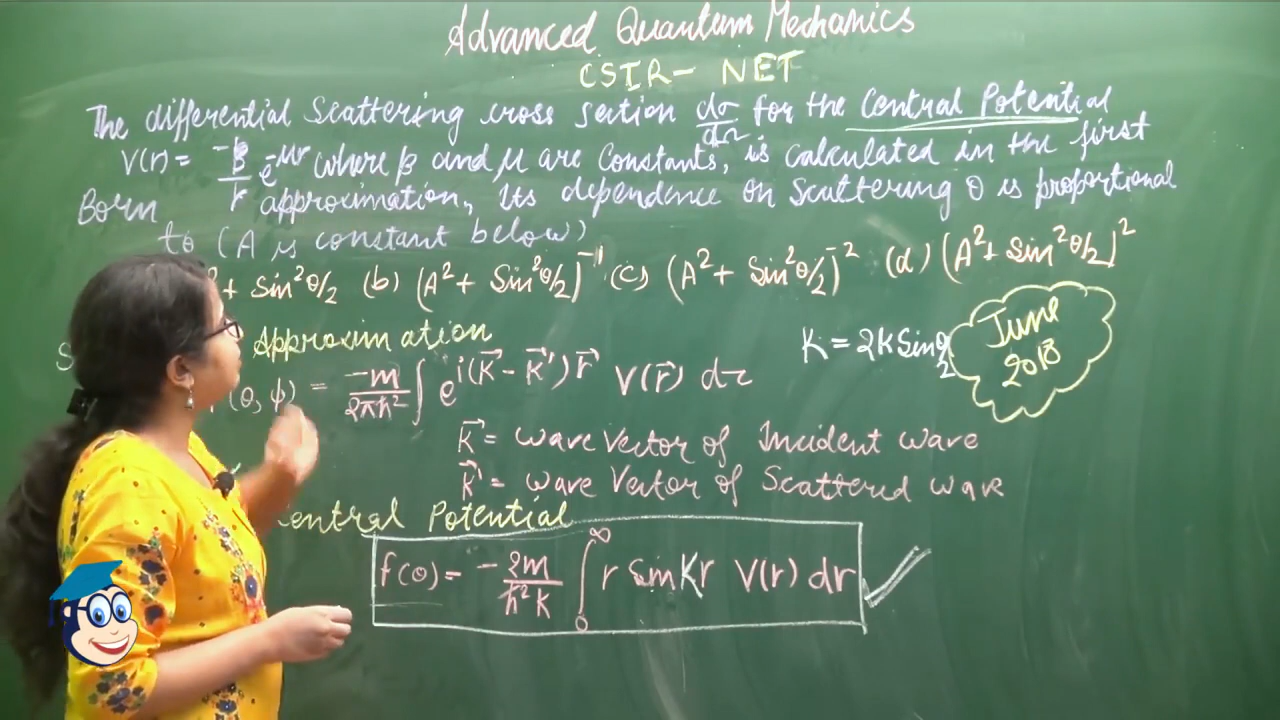 Advanced Quantum Mechanics
CSIR - NET
The differential Scattering cross section dσ/dΩ for the Central Potential
V(r) = -β/r e^-μr where β and μ are Constants, is calculated in the first
Born approximation, Its dependence on scattering θ is proportional
to (A is constant below)
+ Sin²θ/2 (b) (A² + Sin²θ/2)^-1 (c) (A² + Sin²θ/2)^-2 (d) (A² + Sin²θ/2)^2
Approximation
K = 2k Sin θ/2
June
2018
(θ, φ) = -m/2πħ² ∫ e^i(k⃗ - k⃗')r⃗ V(r⃗) dτ
k⃗ = wave Vector of Incident wave
k⃗' = wave Vector of Scattered wave
entral Potential
f(θ) = -2m/ħ²K ∫₀^∞ r sin Kr V(r) dr